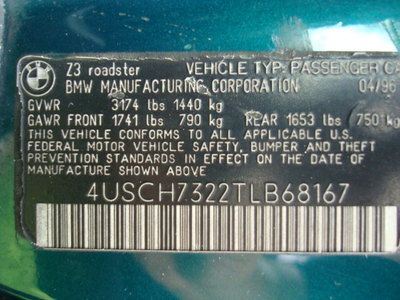 BMW
Z3 roadster VEHICLE TYP: PASSENGER CA
BMW MANUFACTURING CORPORATION 04/96
GVWR 3174 lbs 1440 kg
GAWR FRONT 1741 lbs 790 kg REAR 1653 lbs 750 kg
THIS VEHICLE CONFORMS TO ALL APPLICABLE U.S.
FEDERAL MOTOR VEHICLE SAFETY, BUMPER AND THEFT
PREVENTION STANDARDS IN EFFECT ON THE DATE OF
MANUFACTURE SHOWN ABOVE.
4USCH7322TLB68167